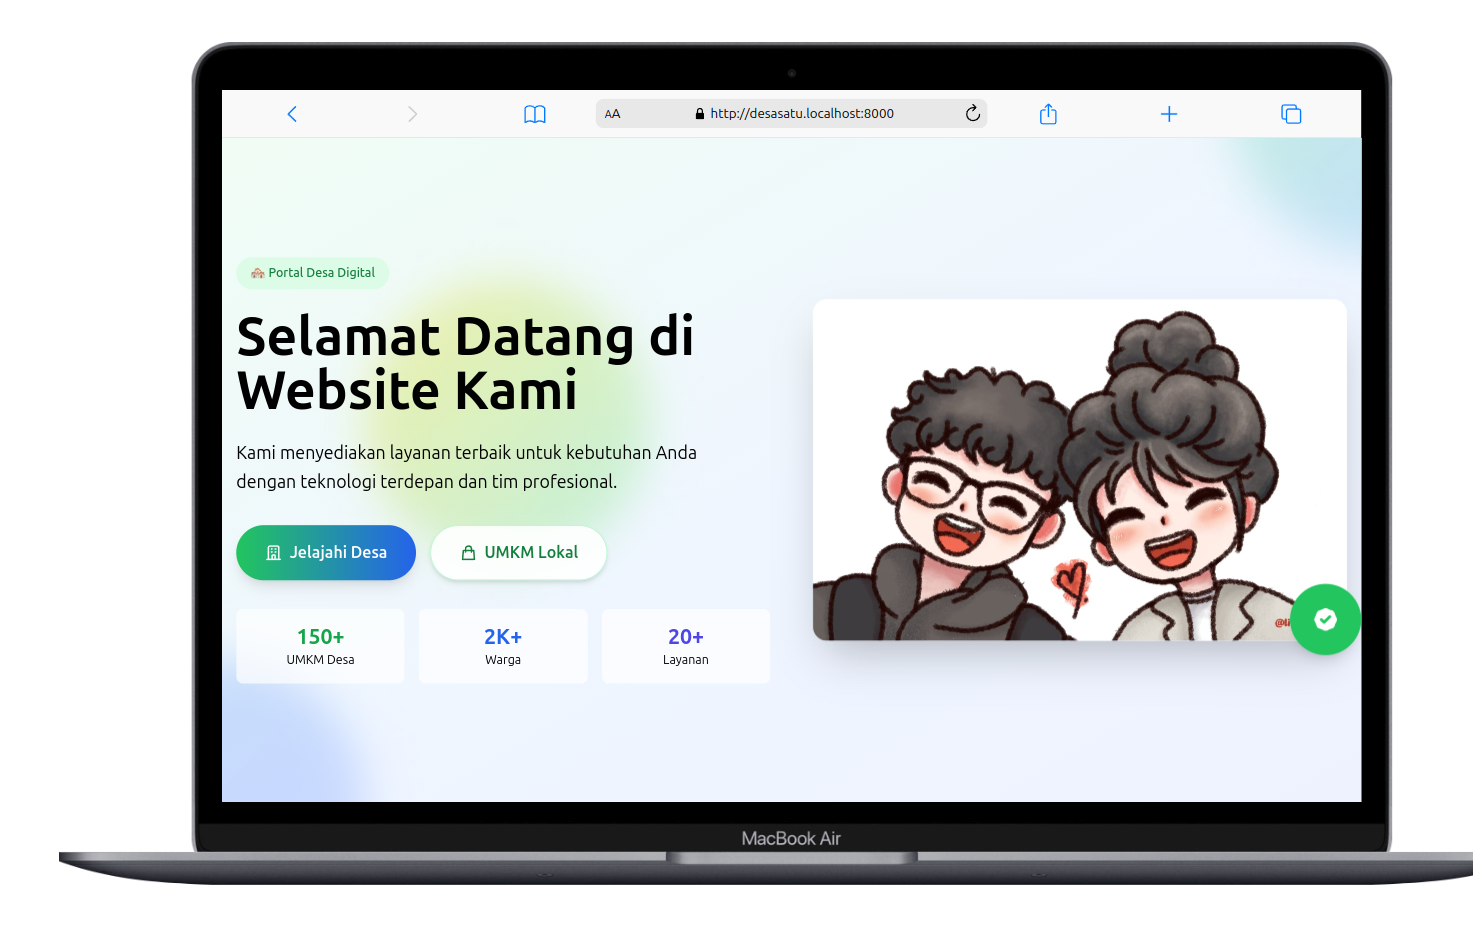 AA http://desasatu.localhost:8000
Portal Desa Digital
Selamat Datang di
Website Kami
Kami menyediakan layanan terbaik untuk kebutuhan Anda
dengan teknologi terdepan dan tim profesional.
Jelajahi Desa
UMKM Lokal
150+
UMKM Desa
2K+
Warga
20+
Layanan
MacBook Air